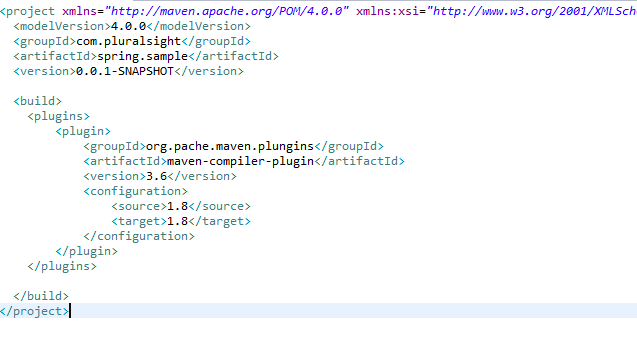 <project xmlns="http://maven.apache.org/POM/4.0.0" xmlns:xsi="http://www.w3.org/2001/XMLSch
<modelVersion>4.0.0</modelVersion>
<groupId>com.pluralsight</groupId>
<artifactId>spring.sample</artifactId>
<version>0.0.1-SNAPSHOT</version>
<build>
<plugins>
<plugin>
<groupId>org.pache.maven.plungins</groupId>
<artifactId>maven-compiler-plugin</artifactId>
<version>3.6</version>
<configuration>
<source>1.8</source>
<target>1.8</target>
</configuration>
</plugin>
</plugins>
</build>
</project>